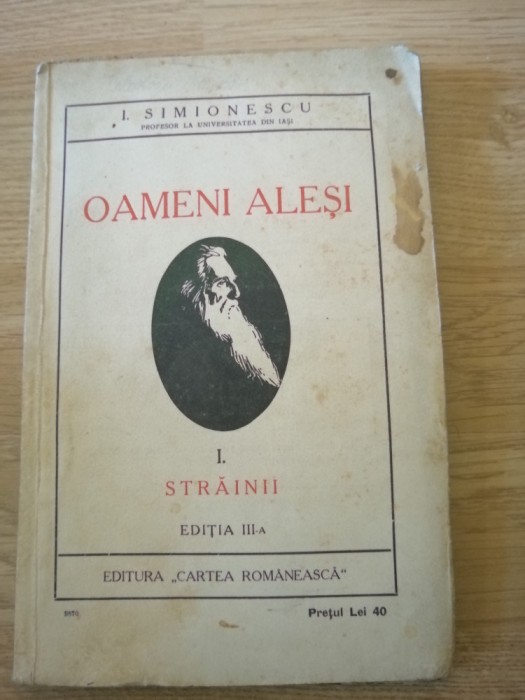 I. SIMIONESCU
PROFESOR LA UNIVERSITATEA DIN IAȘI
OAMENI ALEȘI
I.
STRĂINII
EDIȚIA III-A
EDITURA „CARTEA ROMÂNEASCĂ"
Prețul Lei 40